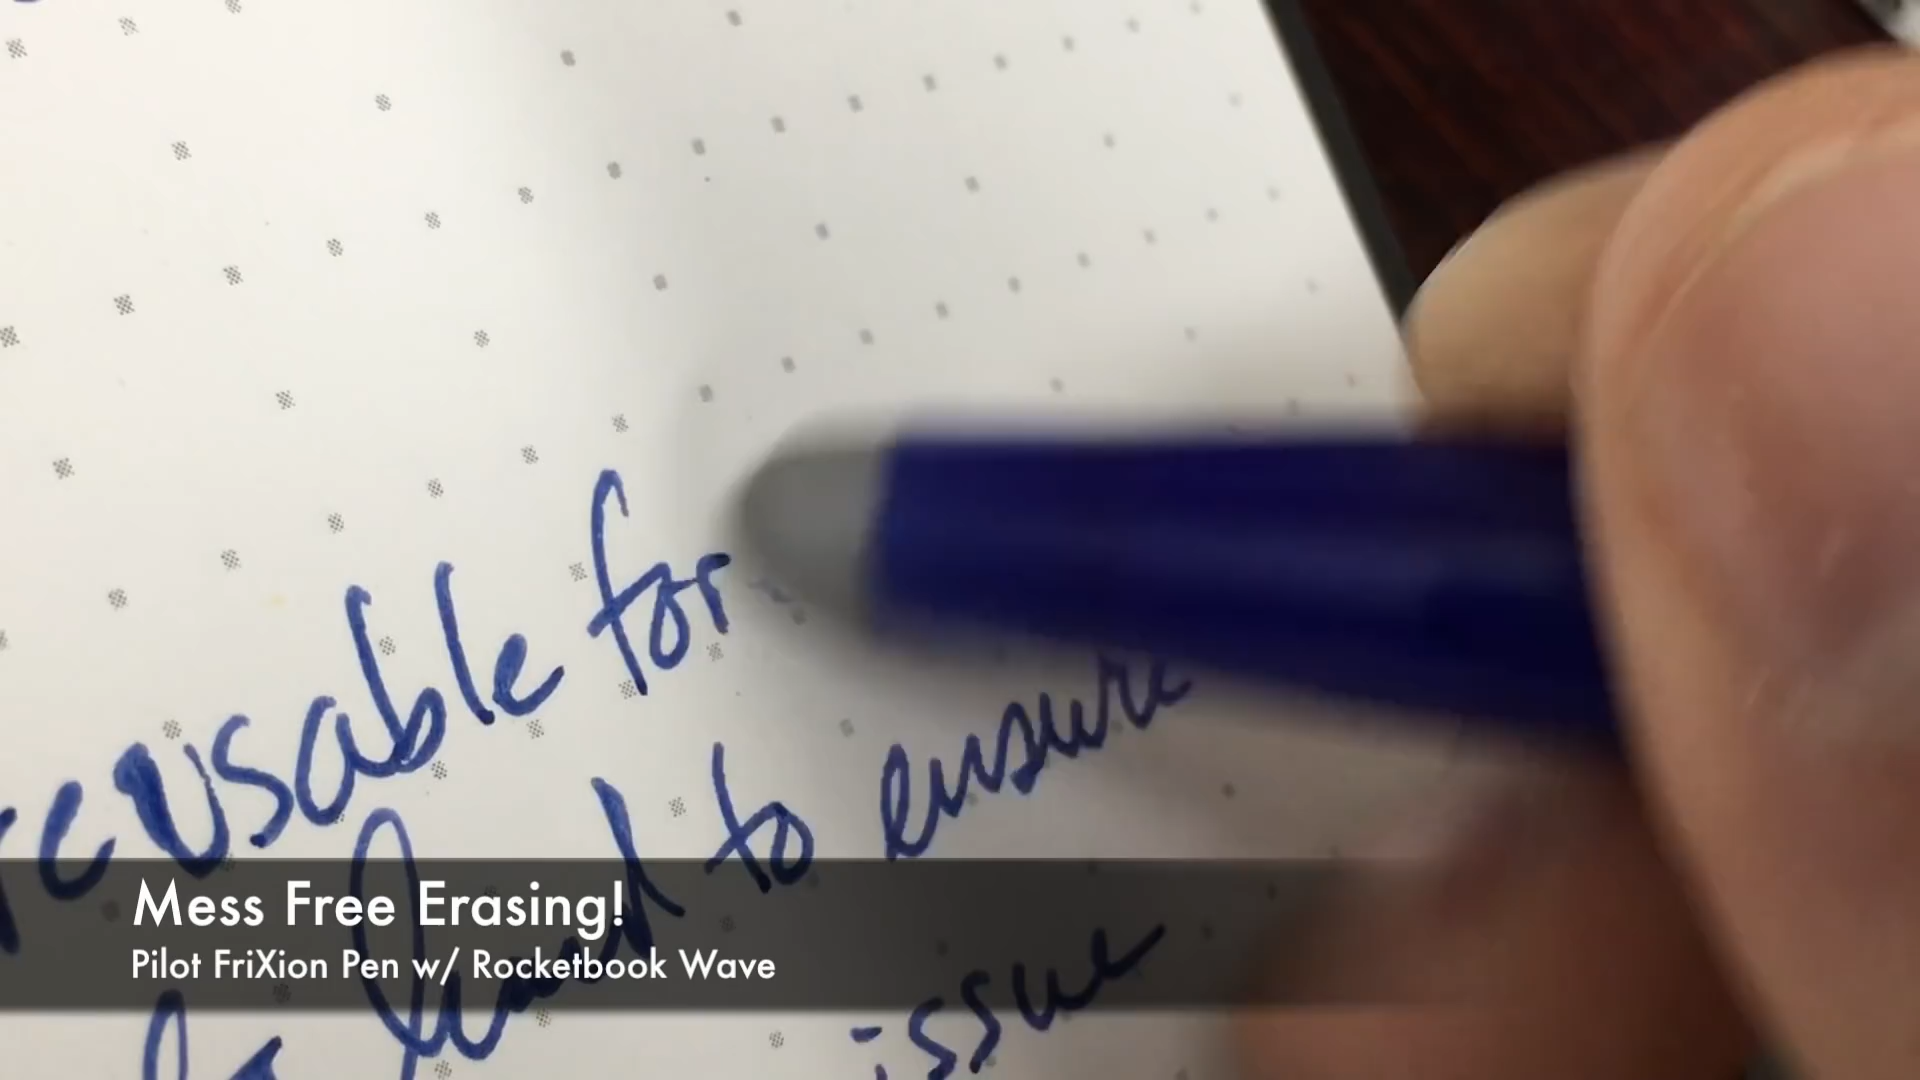 reusable for
to ensure
issue
Mess Free Erasing!
Pilot FriXion Pen w/ Rocketbook Wave